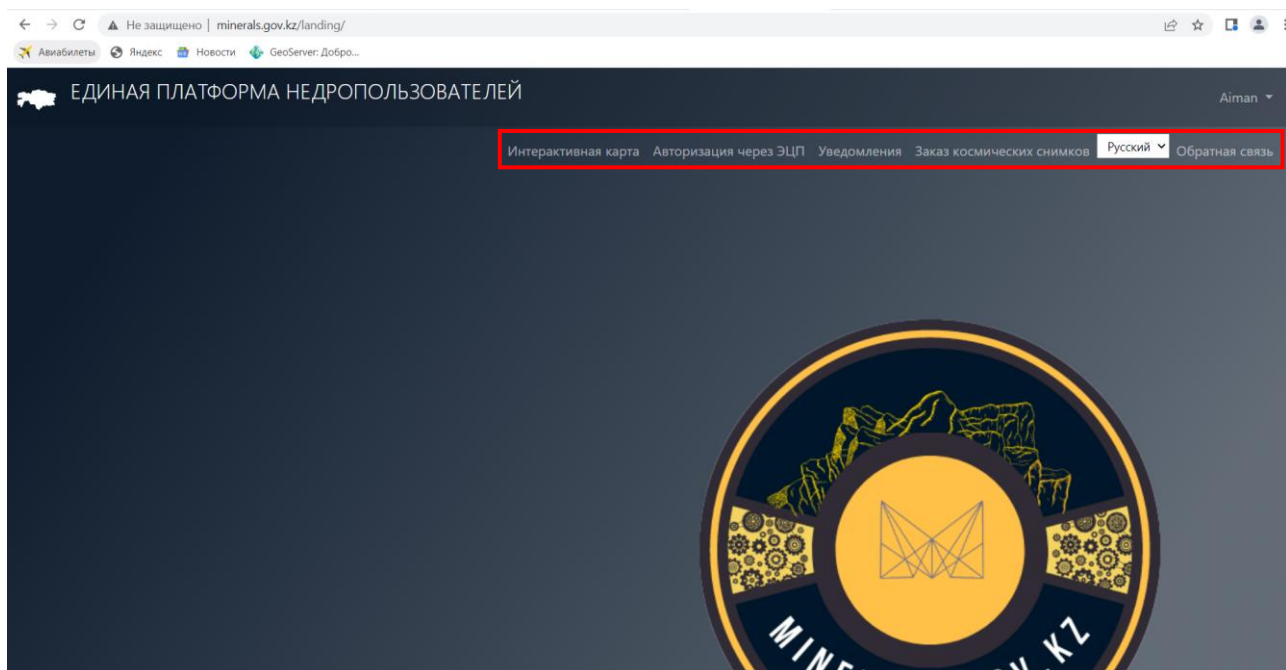 Не защищено | minerals.gov.kz/landing/
Авиабилеты Яндекс Новости GeoServer: Добро...
ЕДИНАЯ ПЛАТФОРМА НЕДРОПОЛЬЗОВАТЕЛЕЙ
Aiman
Интерактивная карта Авторизация через ЭЦП Уведомления Заказ космических снимков Русский Обратная связь